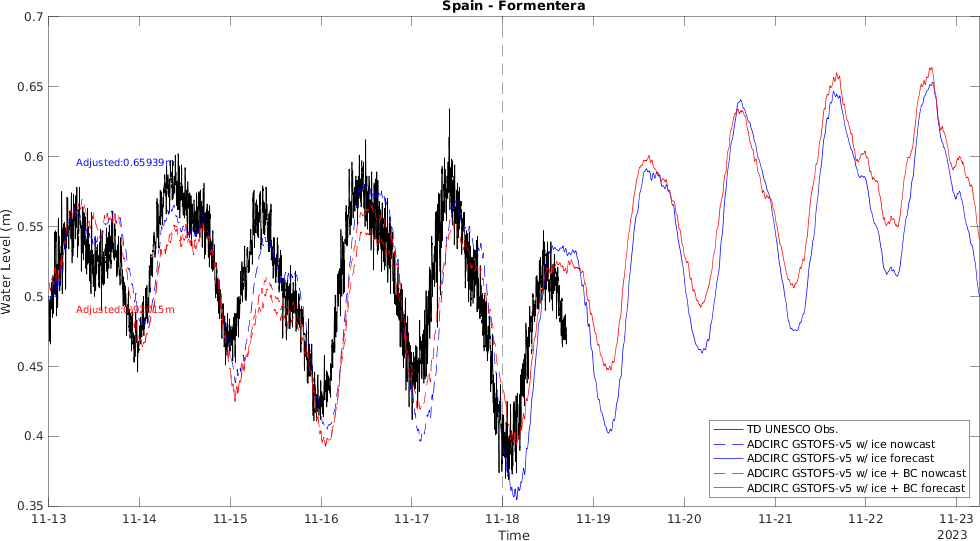 Spain - Formentera
0.7
0.65
0.6
0.55
0.5
0.45
0.4
0.35
Water Level (m)
Adjusted:0.65939m
11-13
11-14
11-15
11-16
11-17
11-18
11-19
11-20
11-21
11-22
11-23
2023
Time
TD UNESCO Obs.
ADCIRC GSTOFS-v5 w/ ice nowcast
ADCIRC GSTOFS-v5 w/ ice forecast
ADCIRC GSTOFS-v5 w/ ice + BC nowcast
ADCIRC GSTOFS-v5 w/ ice + BC forecast